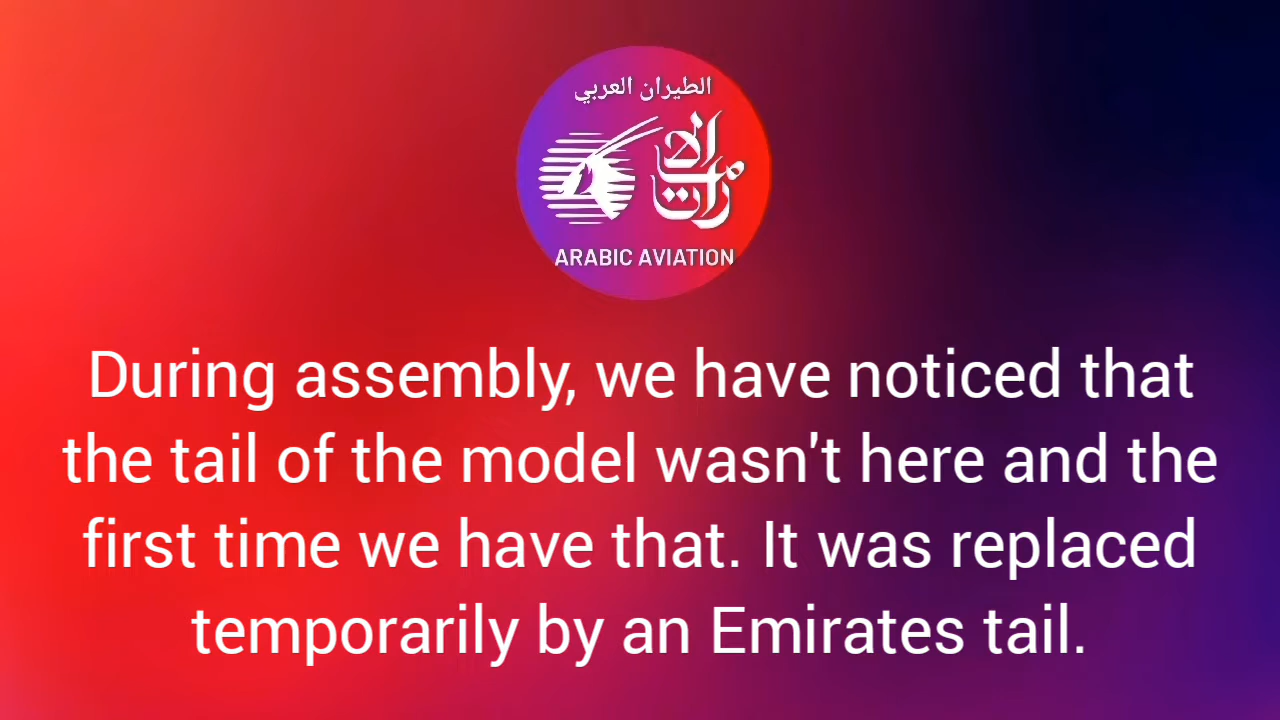 الطيران العربي
ARABIC AVIATION
During assembly, we have noticed that
the tail of the model wasn't here and the
first time we have that. It was replaced
temporarily by an Emirates tail.